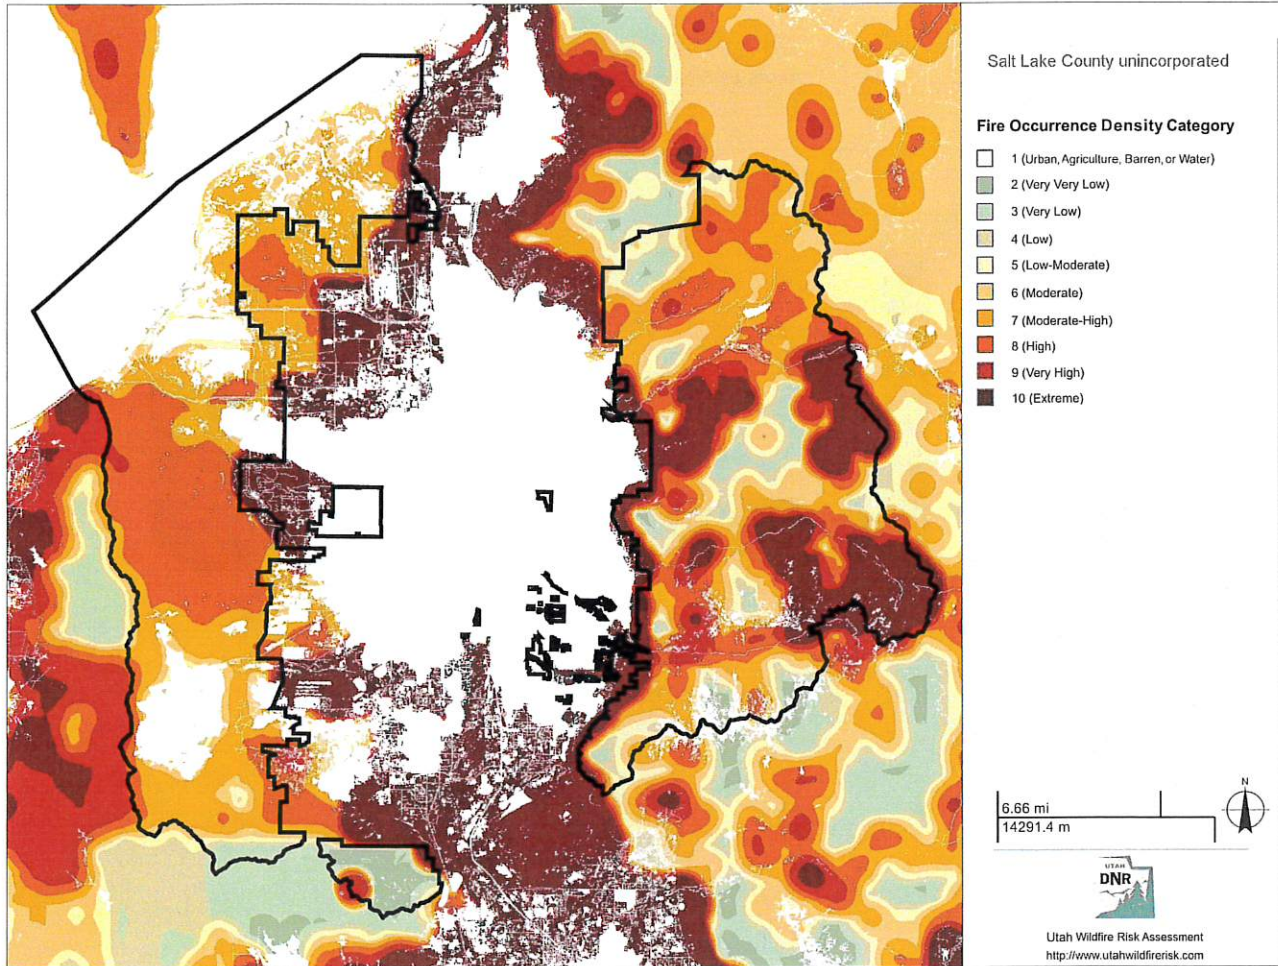 Salt Lake County unincorporated
Fire Occurrence Density Category
1 (Urban, Agriculture, Barren, or Water)
2 (Very Very Low)
3 (Very Low)
4 (Low)
5 (Low-Moderate)
6 (Moderate)
7 (Moderate-High)
8 (High)
9 (Very High)
10 (Extreme)
N
6.66 mi
14291.4 m
UTAH
DNR
Utah Wildfire Risk Assessment
http://www.utahwildfirerisk.com